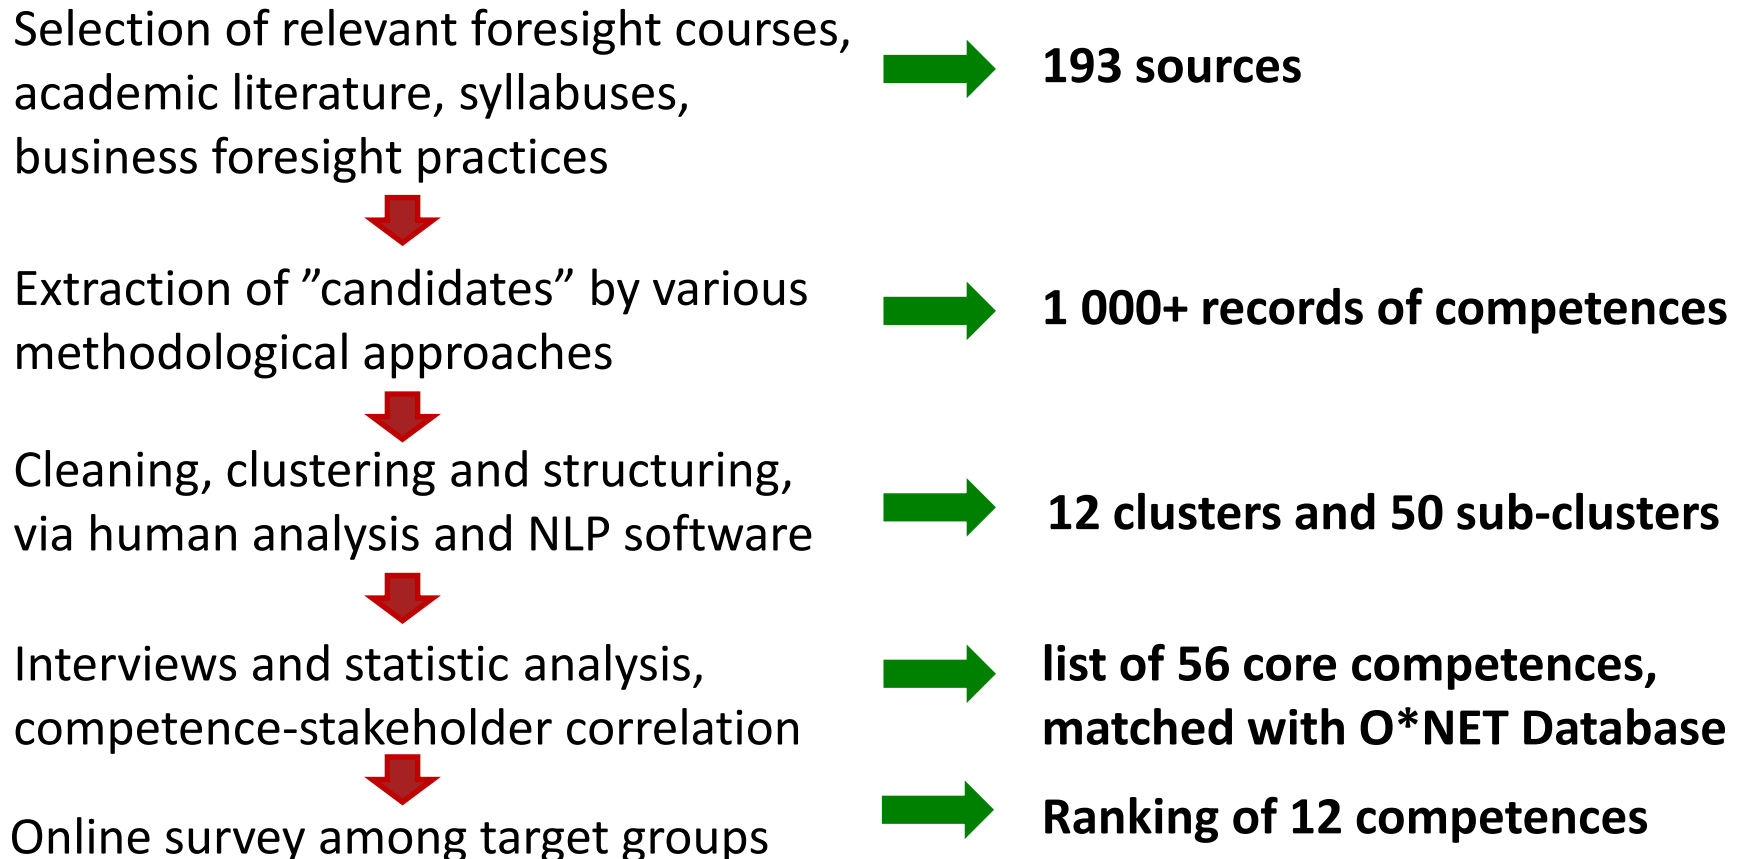 Selection of relevant foresight courses,
academic literature, syllabuses,
business foresight practices
193 sources
Extraction of ”candidates” by various
methodological approaches
1 000+ records of competences
Cleaning, clustering and structuring,
via human analysis and NLP software
12 clusters and 50 sub-clusters
Interviews and statistic analysis,
competence-stakeholder correlation
list of 56 core competences,
matched with O*NET Database
Online survey among target groups
Ranking of 12 competences